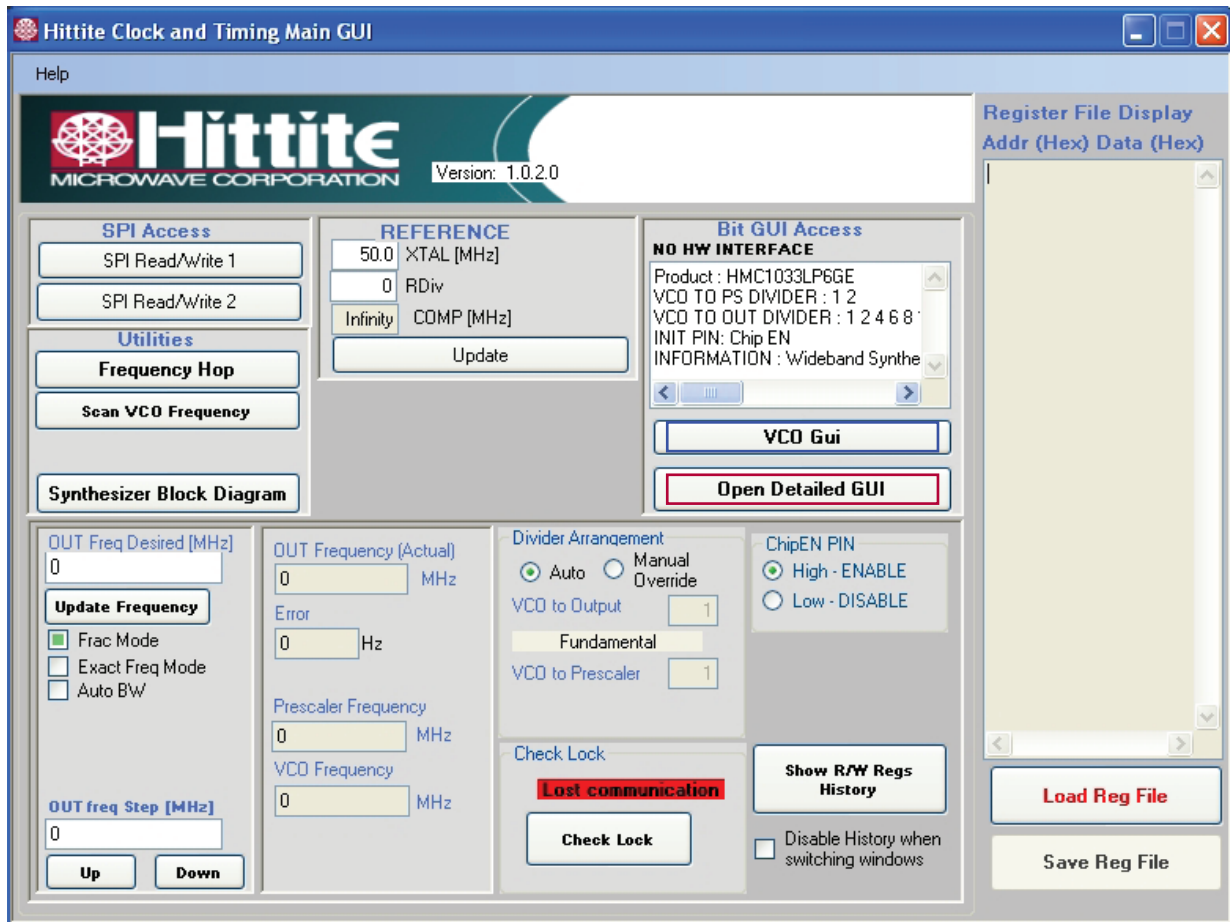 Hittite Clock and Timing Main GUI
Help
Hittite
MICROWAVE CORPORATION
Version: 1.0.2.0
Register File Display
Addr (Hex) Data (Hex)
SPI Access
SPI Read/Write 1
SPI Read/Write 2
Utilities
Frequency Hop
Scan VCO Frequency
Synthesizer Block Diagram
REFERENCE
50.0 XTAL [MHz]
0 RDiv
Infinity COMP [MHz]
Update
Bit GUI Access
NO HW INTERFACE
Product : HMC1033LP6GE
VCO TO PS DIVIDER : 1 2
VCO TO OUT DIVIDER : 1 2 4 6 8
INIT PIN: Chip EN
INFORMATION : Wideband Synthe
VCO Gui
Open Detailed GUI
OUT Freq Desired [MHz]
0
Update Frequency
Frac Mode
Exact Freq Mode
Auto BW
OUT freq Step [MHz]
0
Up Down
OUT Frequency (Actual)
0 MHz
Error
0 Hz
Prescaler Frequency
0 MHz
VCO Frequency
0 MHz
Divider Arrangement
Auto Manual
Override
VCO to Output 1
Fundamental
VCO to Prescaler 1
Check Lock
Lost communication
Check Lock
ChipEN PIN
High - ENABLE
Low - DISABLE
Show R/W Regs
History
Disable History when
switching windows
Load Reg File
Save Reg File